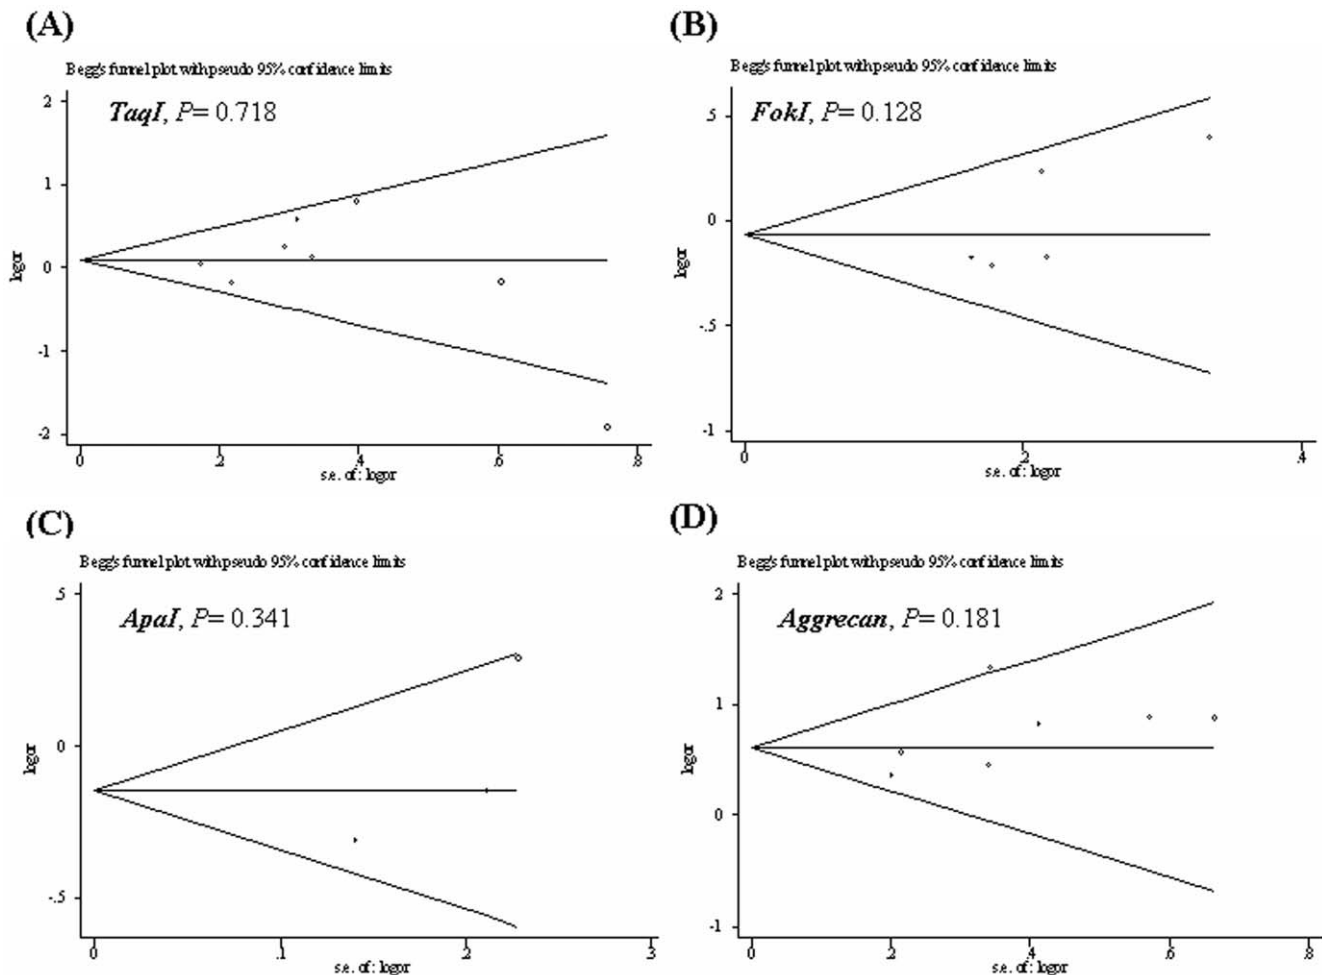 (A)
Begg's funnel plot with pseudo 95% confidence limits
TaqI, P= 0.718
logor
2
1
0
-1
-2
0 .2 .4 .6 .8
s.e. of: logor
(B)
Begg's funnel plot with pseudo 95% confidence limits
FokI, P= 0.128
logor
.5
0
-.5
-1
0 .2 .4
s.e. of: logor
(C)
Begg's funnel plot with pseudo 95% confidence limits
ApaI, P= 0.341
logor
.5
0
-.5
0 .1 .2 .3
s.e. of: logor
(D)
Begg's funnel plot with pseudo 95% confidence limits
Aggrecan, P= 0.181
logor
2
1
0
-1
0 .2 .4 .6 .8
s.e. of: logor